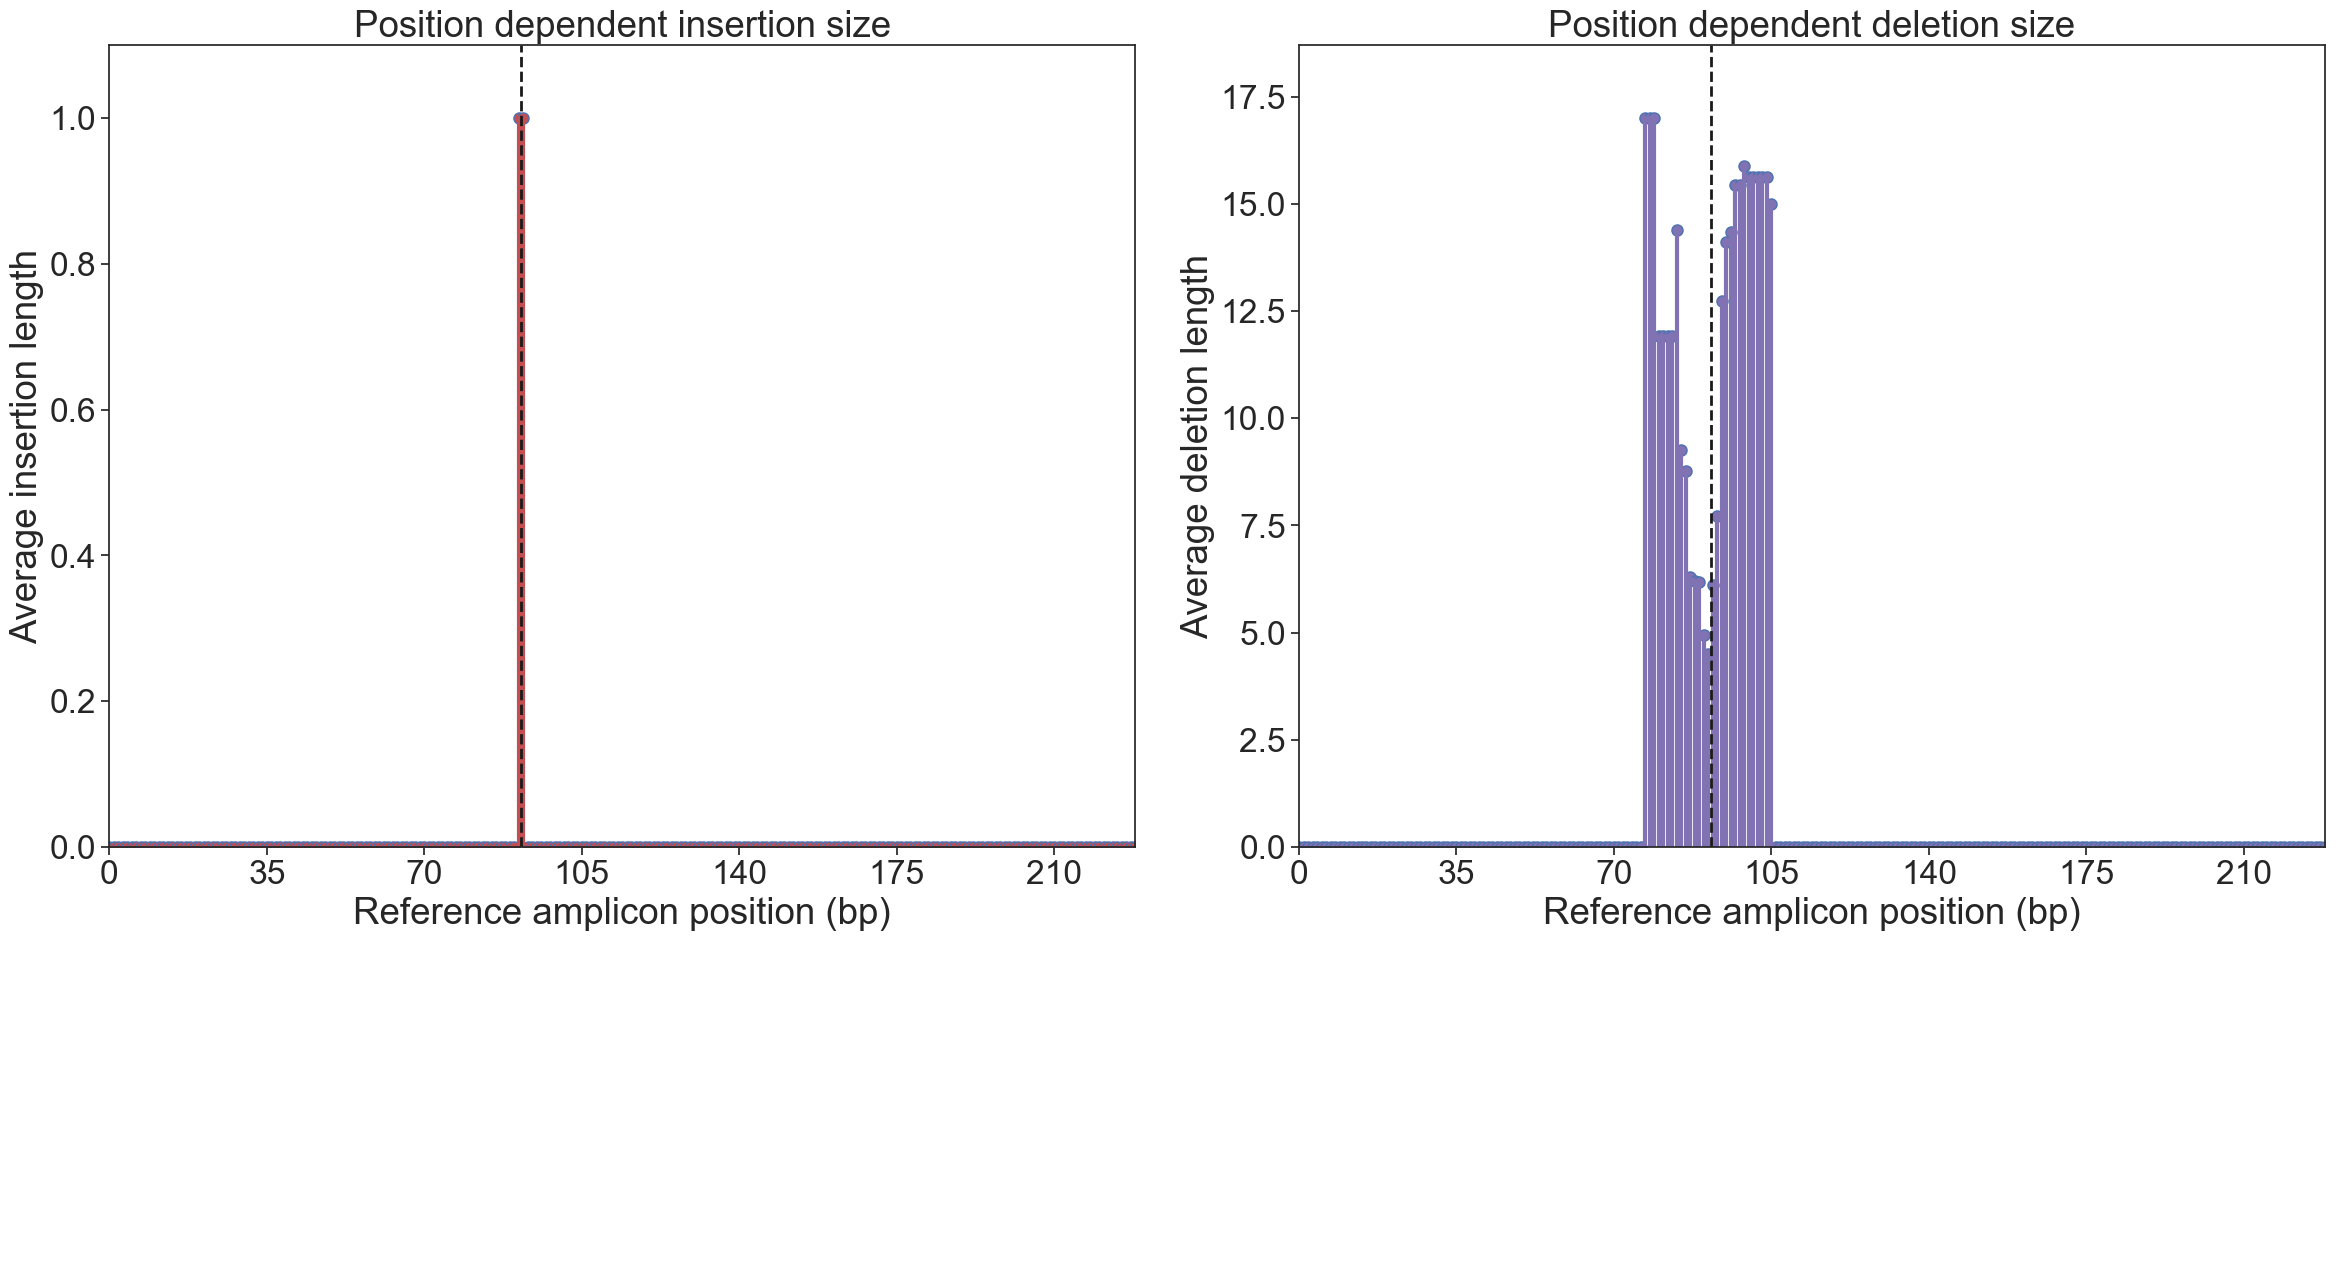 Position dependent insertion size
Average insertion length
1.0
0.8
0.6
0.4
0.2
0.0
0 35 70 105 140 175 210
Reference amplicon position (bp)
Position dependent deletion size
Average deletion length
17.5
15.0
12.5
10.0
7.5
5.0
2.5
0.0
0 35 70 105 140 175 210
Reference amplicon position (bp)